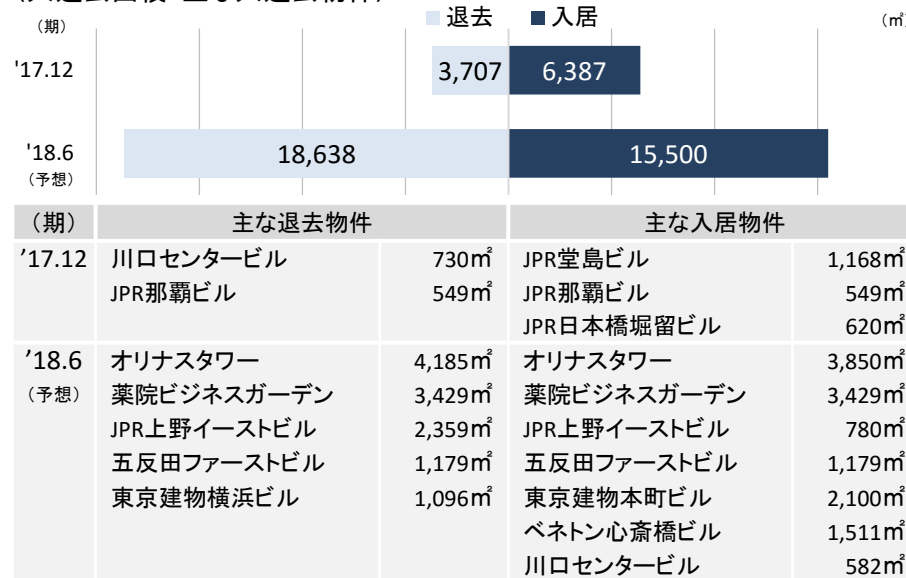 （期）
退去 入居
（㎡）
'17.12
3,707 6,387
'18.6
18,638 15,500
（予想）
（期） 主な退去物件 主な入居物件
’17.12 川口センタービル 730㎡ JPR堂島ビル 1,168㎡
JPR那覇ビル 549㎡ JPR那覇ビル 549㎡
JPR日本橋堀留ビル 620㎡
’18.6 オリナスタワー 4,185㎡ オリナスタワー 3,850㎡
（予想） 薬院ビジネスガーデン 3,429㎡ 薬院ビジネスガーデン 3,429㎡
JPR上野イーストビル 2,359㎡ JPR上野イーストビル 780㎡
五反田ファーストビル 1,179㎡ 五反田ファーストビル 1,179㎡
東京建物横浜ビル 1,096㎡ 東京建物本町ビル 2,100㎡
ベネトン心斎橋ビル 1,511㎡
川口センタービル 582㎡